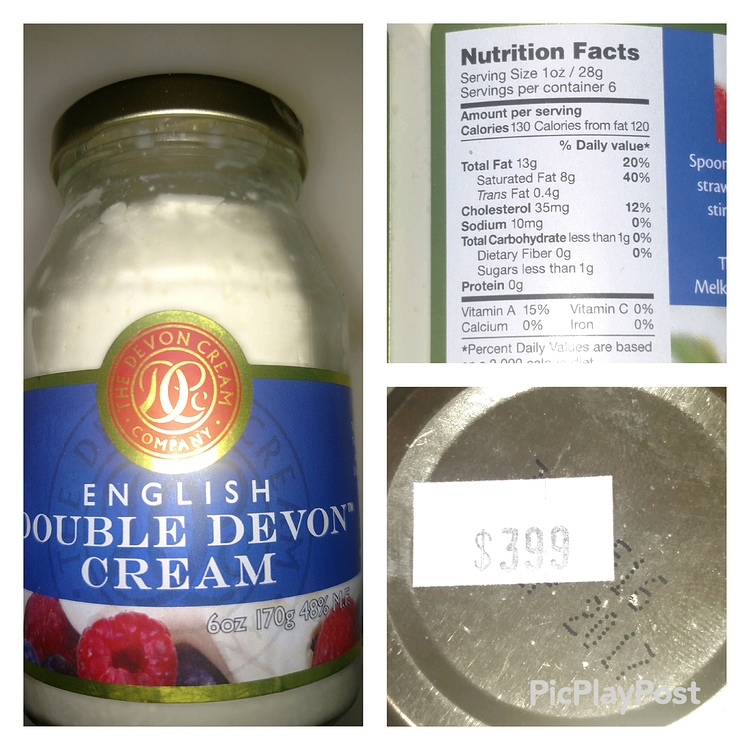 THE DEVON CREAM
DCC
COMPANY
ENGLISH
DOUBLE DEVON™
CREAM
6oz 170g 48% M.F.
Nutrition Facts
Serving Size 1oz / 28g
Servings per container 6
Amount per serving
Calories 130 Calories from fat 120
% Daily value*
Total Fat 13g 20%
Saturated Fat 8g 40%
Trans Fat 0.4g
Cholesterol 35mg 12%
Sodium 10mg 0%
Total Carbohydrate less than 1g 0%
Dietary Fiber 0g 0%
Sugars less than 1g
Protein 0g
Vitamin A 15% Vitamin C 0%
Calcium 0% Iron 0%
*Percent Daily Values are based
Spoon
straw
stir
T
Melk
$3.99
PicPlayPost